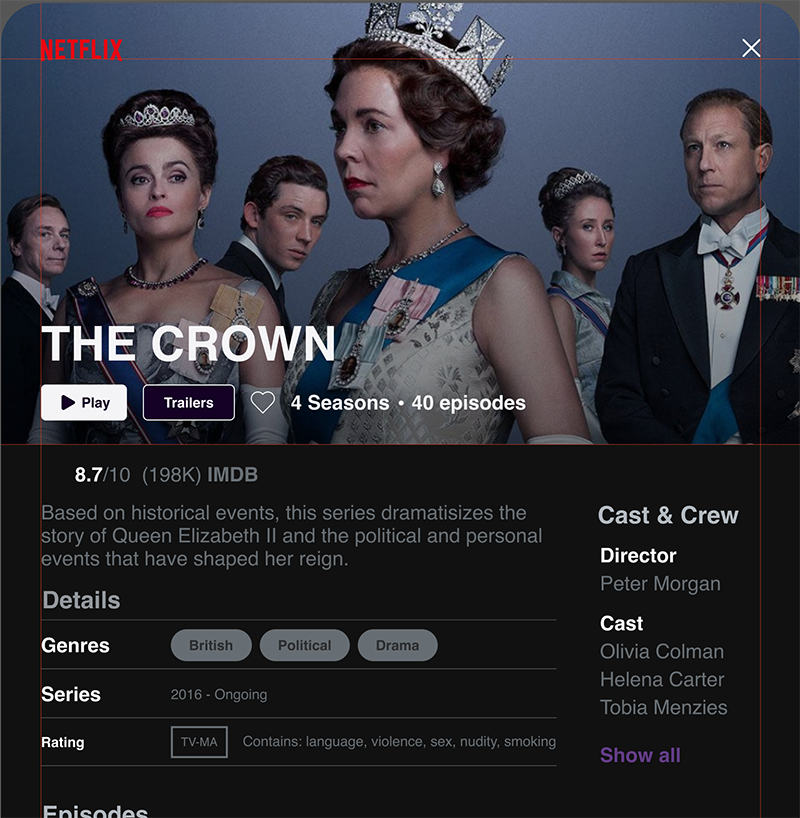 NETFLIX
THE CROWN
Play
Trailers
4 Seasons • 40 episodes
8.7/10 (198K) IMDB
Based on historical events, this series dramatisizes the
story of Queen Elizabeth II and the political and personal
events that have shaped her reign.
Details
Genres British Political Drama
Series 2016 - Ongoing
Rating TV-MA Contains: language, violence, sex, nudity, smoking
Episodes
Cast & Crew
Director
Peter Morgan
Cast
Olivia Colman
Helena Carter
Tobia Menzies
Show all